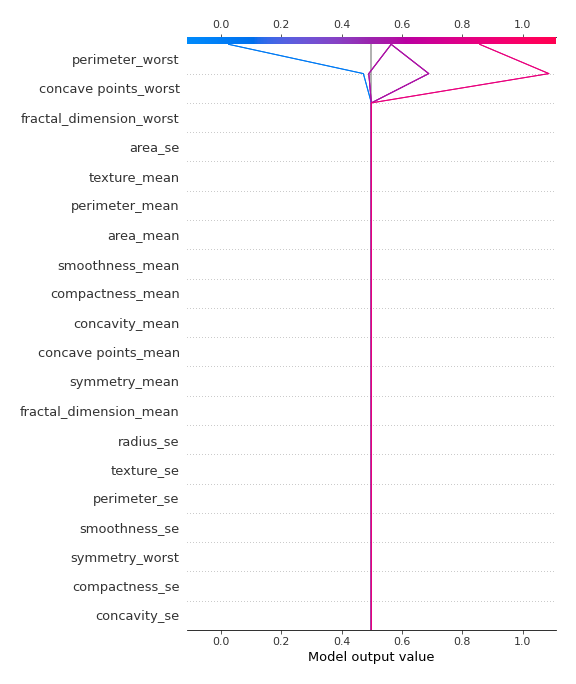 0.0 0.2 0.4 0.6 0.8 1.0
perimeter_worst
concave points_worst
fractal_dimension_worst
area_se
texture_mean
perimeter_mean
area_mean
smoothness_mean
compactness_mean
concavity_mean
concave points_mean
symmetry_mean
fractal_dimension_mean
radius_se
texture_se
perimeter_se
smoothness_se
symmetry_worst
compactness_se
concavity_se
0.0 0.2 0.4 0.6 0.8 1.0
Model output value